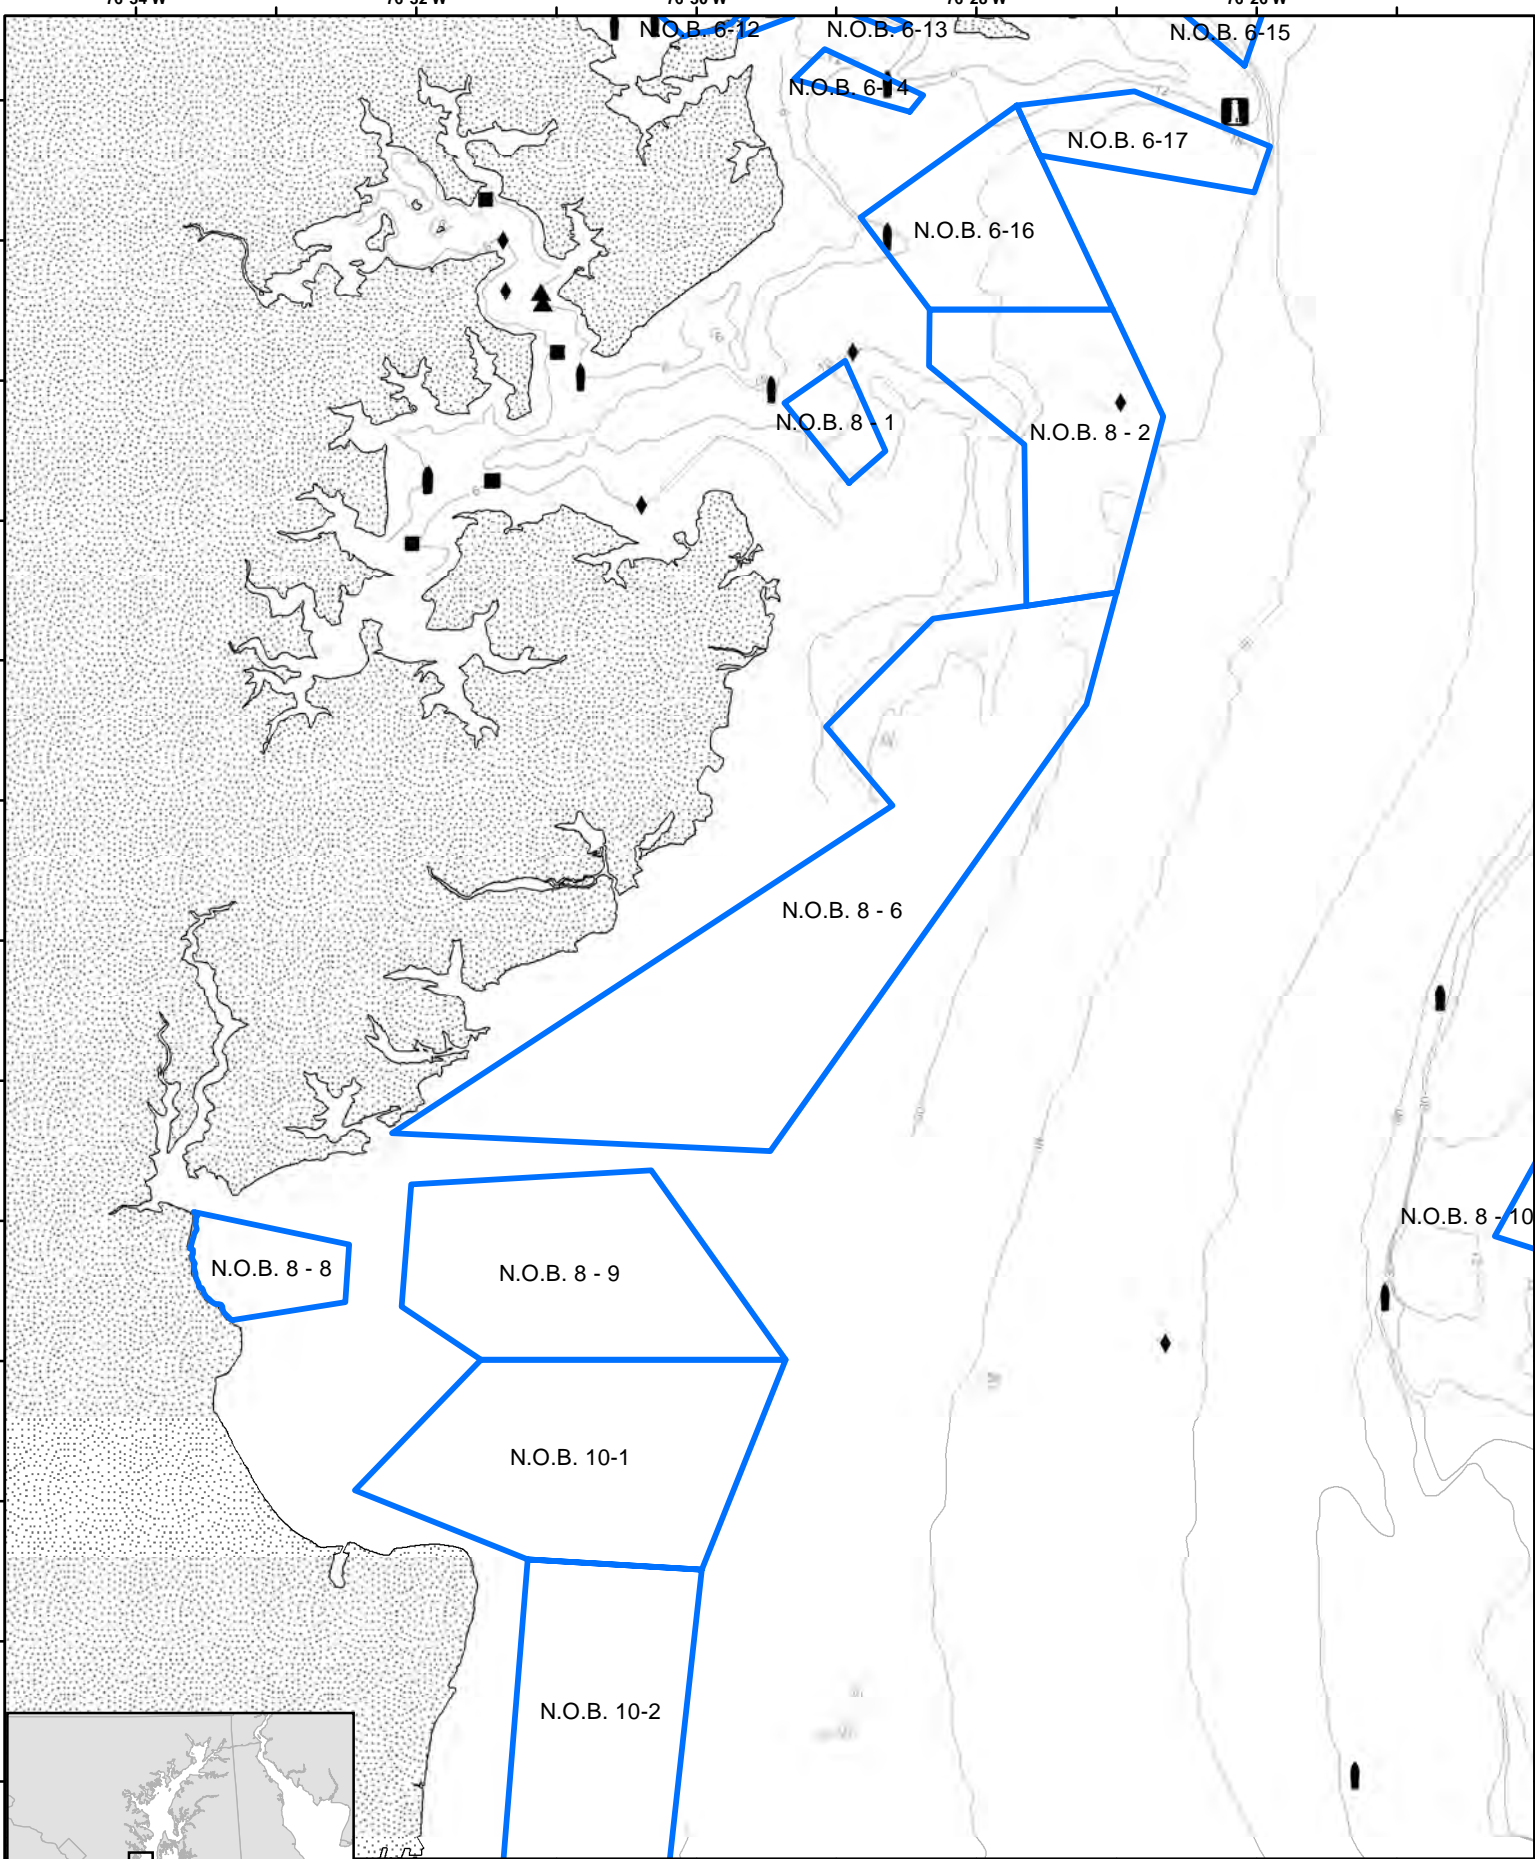 N.O.B. 6-12
N.O.B. 6-13
N.O.B. 6-15
N.O.B. 6-14
N.O.B. 6-17
N.O.B. 6-16
N.O.B. 8 - 1
N.O.B. 8 - 2
N.O.B. 8 - 6
N.O.B. 8 - 10
N.O.B. 8 - 8
N.O.B. 8 - 9
N.O.B. 10-1
N.O.B. 10-2